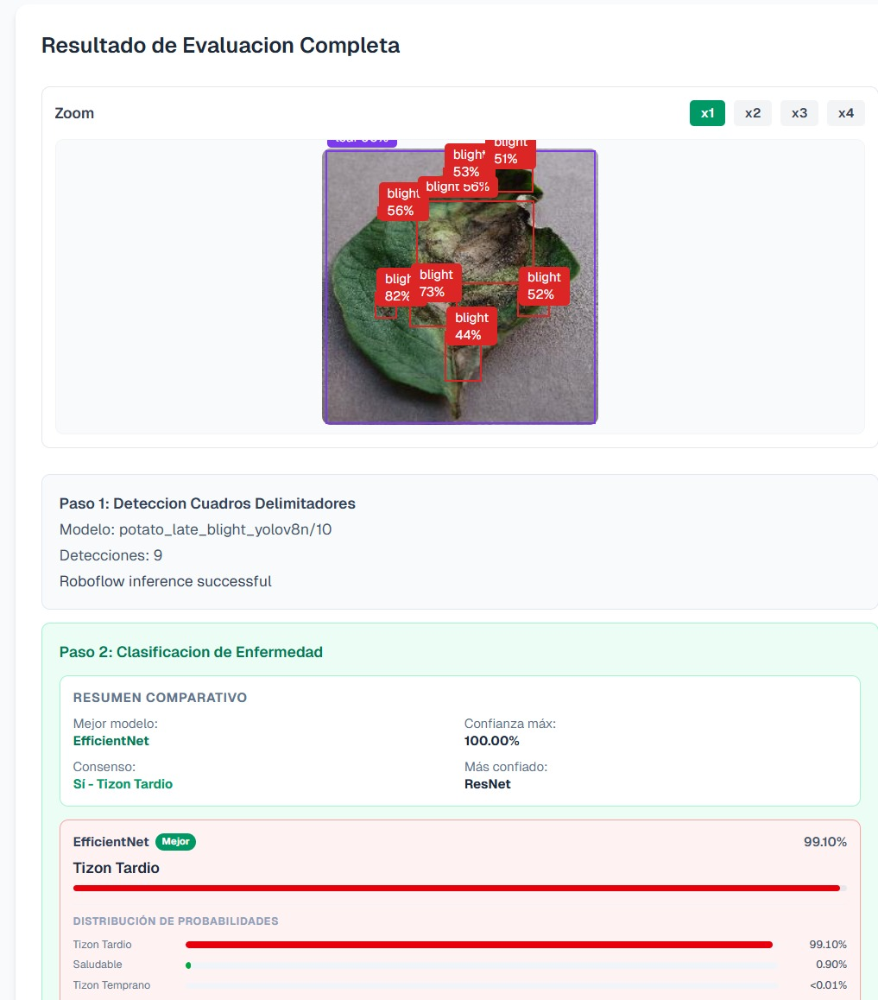 Resultado de Evaluacion Completa
Zoom
x1 x2 x3 x4
blight
51%
blight
53%
blight 56%
blight
56%
blight
82%
blight
73%
blight
52%
blight
44%
Paso 1: Deteccion Cuadros Delimitadores
Modelo: potato_late_blight_yolov8n/10
Detecciones: 9
Roboflow inference successful
Paso 2: Clasificacion de Enfermedad
RESUMEN COMPARATIVO
Mejor modelo: Confianza máx:
EfficientNet 100.00%
Consenso: Más confiado:
Sí - Tizon Tardio ResNet
EfficientNet Mejor 99.10%
Tizon Tardio
DISTRIBUCIÓN DE PROBABILIDADES
Tizon Tardio 99.10%
Saludable 0.90%
Tizon Temprano <0.01%